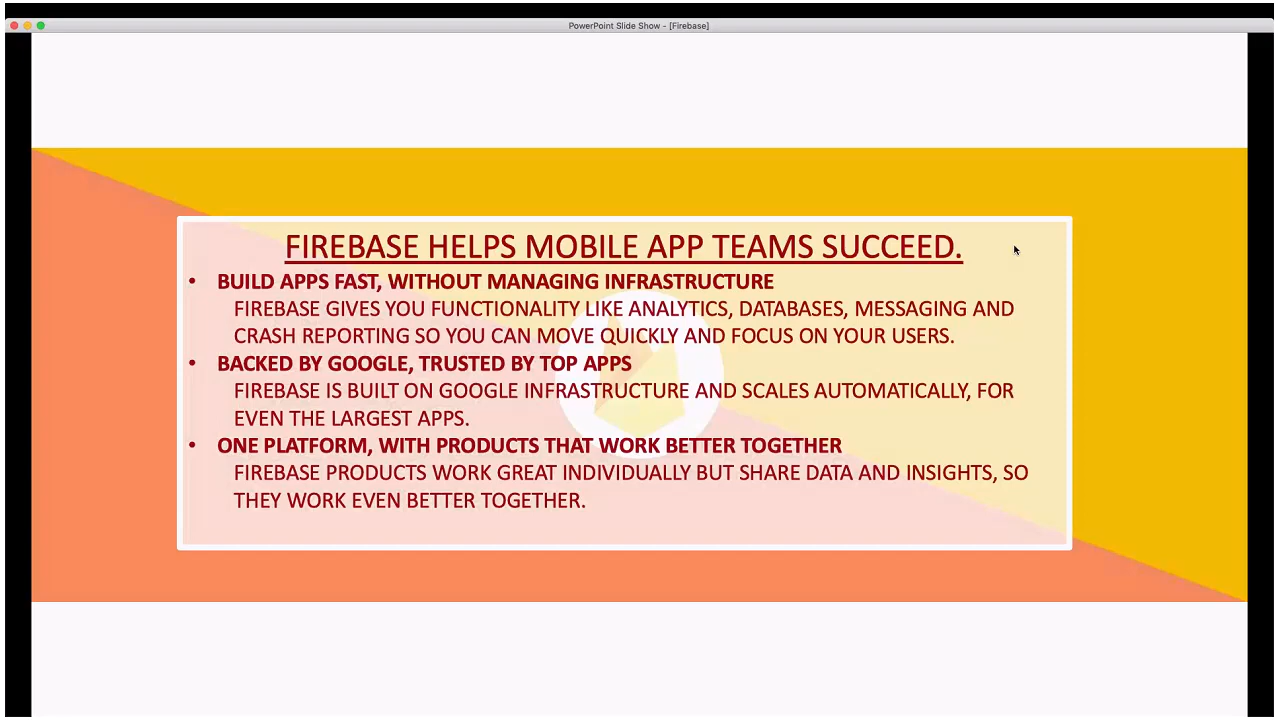 PowerPoint Slide Show - [Firebase]
FIREBASE HELPS MOBILE APP TEAMS SUCCEED.
• BUILD APPS FAST, WITHOUT MANAGING INFRASTRUCTURE
FIREBASE GIVES YOU FUNCTIONALITY LIKE ANALYTICS, DATABASES, MESSAGING AND
CRASH REPORTING SO YOU CAN MOVE QUICKLY AND FOCUS ON YOUR USERS.
• BACKED BY GOOGLE, TRUSTED BY TOP APPS
FIREBASE IS BUILT ON GOOGLE INFRASTRUCTURE AND SCALES AUTOMATICALLY, FOR
EVEN THE LARGEST APPS.
• ONE PLATFORM, WITH PRODUCTS THAT WORK BETTER TOGETHER
FIREBASE PRODUCTS WORK GREAT INDIVIDUALLY BUT SHARE DATA AND INSIGHTS, SO
THEY WORK EVEN BETTER TOGETHER.